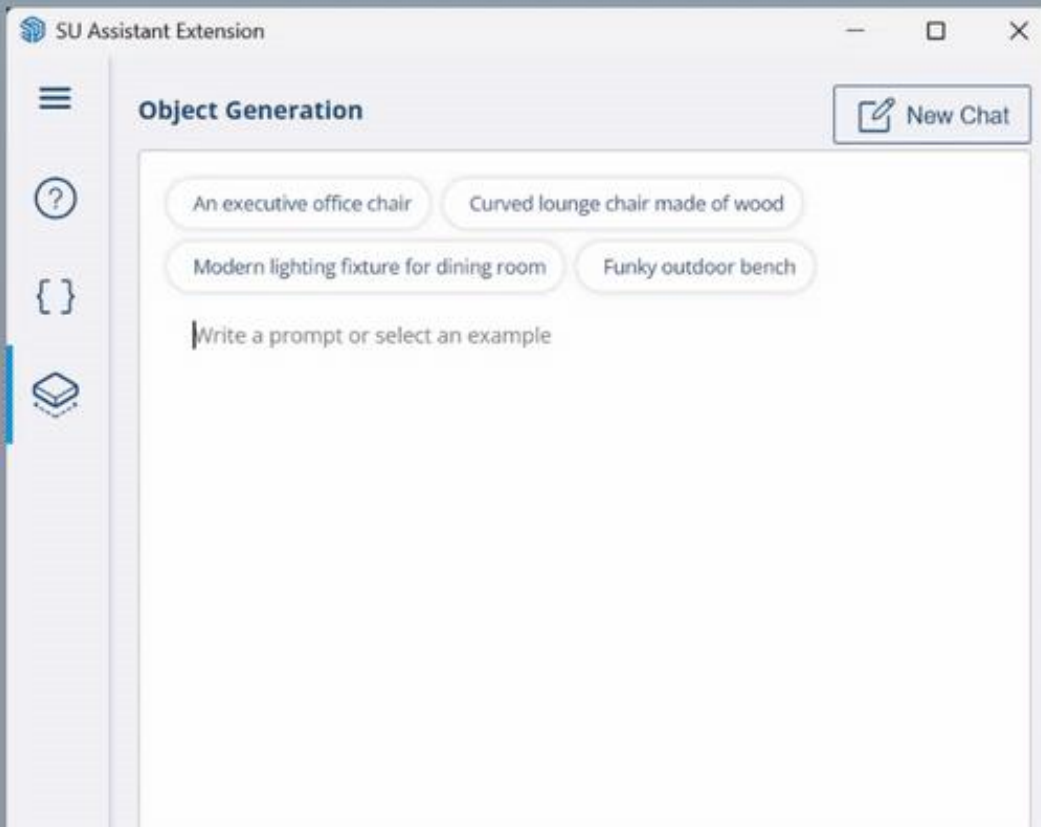 SU Assistant Extension
Object Generation
New Chat
An executive office chair
Curved lounge chair made of wood
Modern lighting fixture for dining room
Funky outdoor bench
Write a prompt or select an example